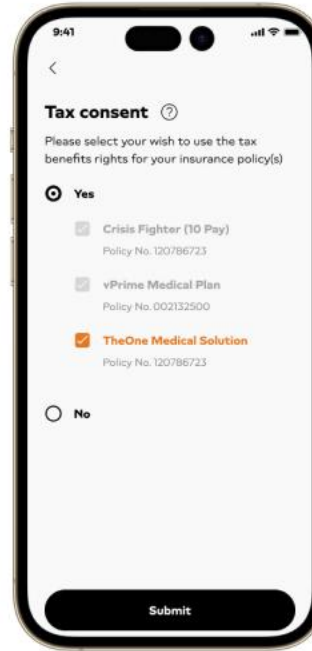 9:41
Tax consent ?
Please select your wish to use the tax
benefits rights for your insurance policy(s)
Yes
Crisis Fighter (10 Pay)
Policy No. 120786723
vPrime Medical Plan
Policy No. 002132500
TheOne Medical Solution
Policy No. 120786723
No
Submit